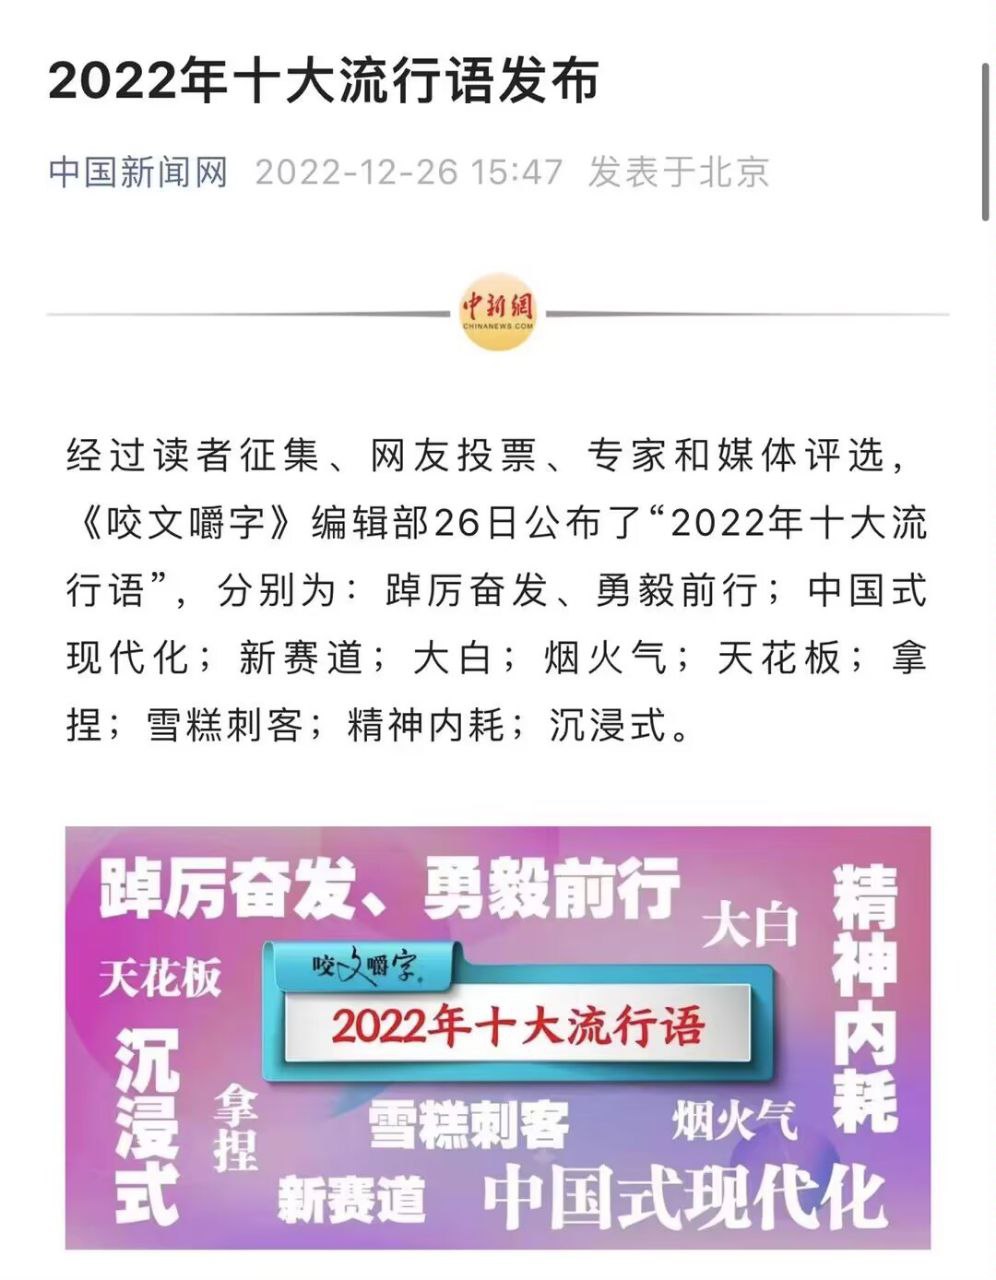 2022年十大流行语发布
中国新闻网 2022-12-26 15:47 发表于北京
中新網
CHINANEWS.COM
经过读者征集、网友投票、专家和媒体评选，
《咬文嚼字》编辑部26日公布了“2022年十大流
行语”，分别为：踔厉奋发、勇毅前行；中国式
现代化；新赛道；大白；烟火气；天花板；拿
捏；雪糕刺客；精神内耗；沉浸式。
踔厉奋发、勇毅前行
大白
精神内耗
天花板
咬文嚼字
2022年十大流行语
沉浸式
拿捏
雪糕刺客
烟火气
新赛道
中国式现代化